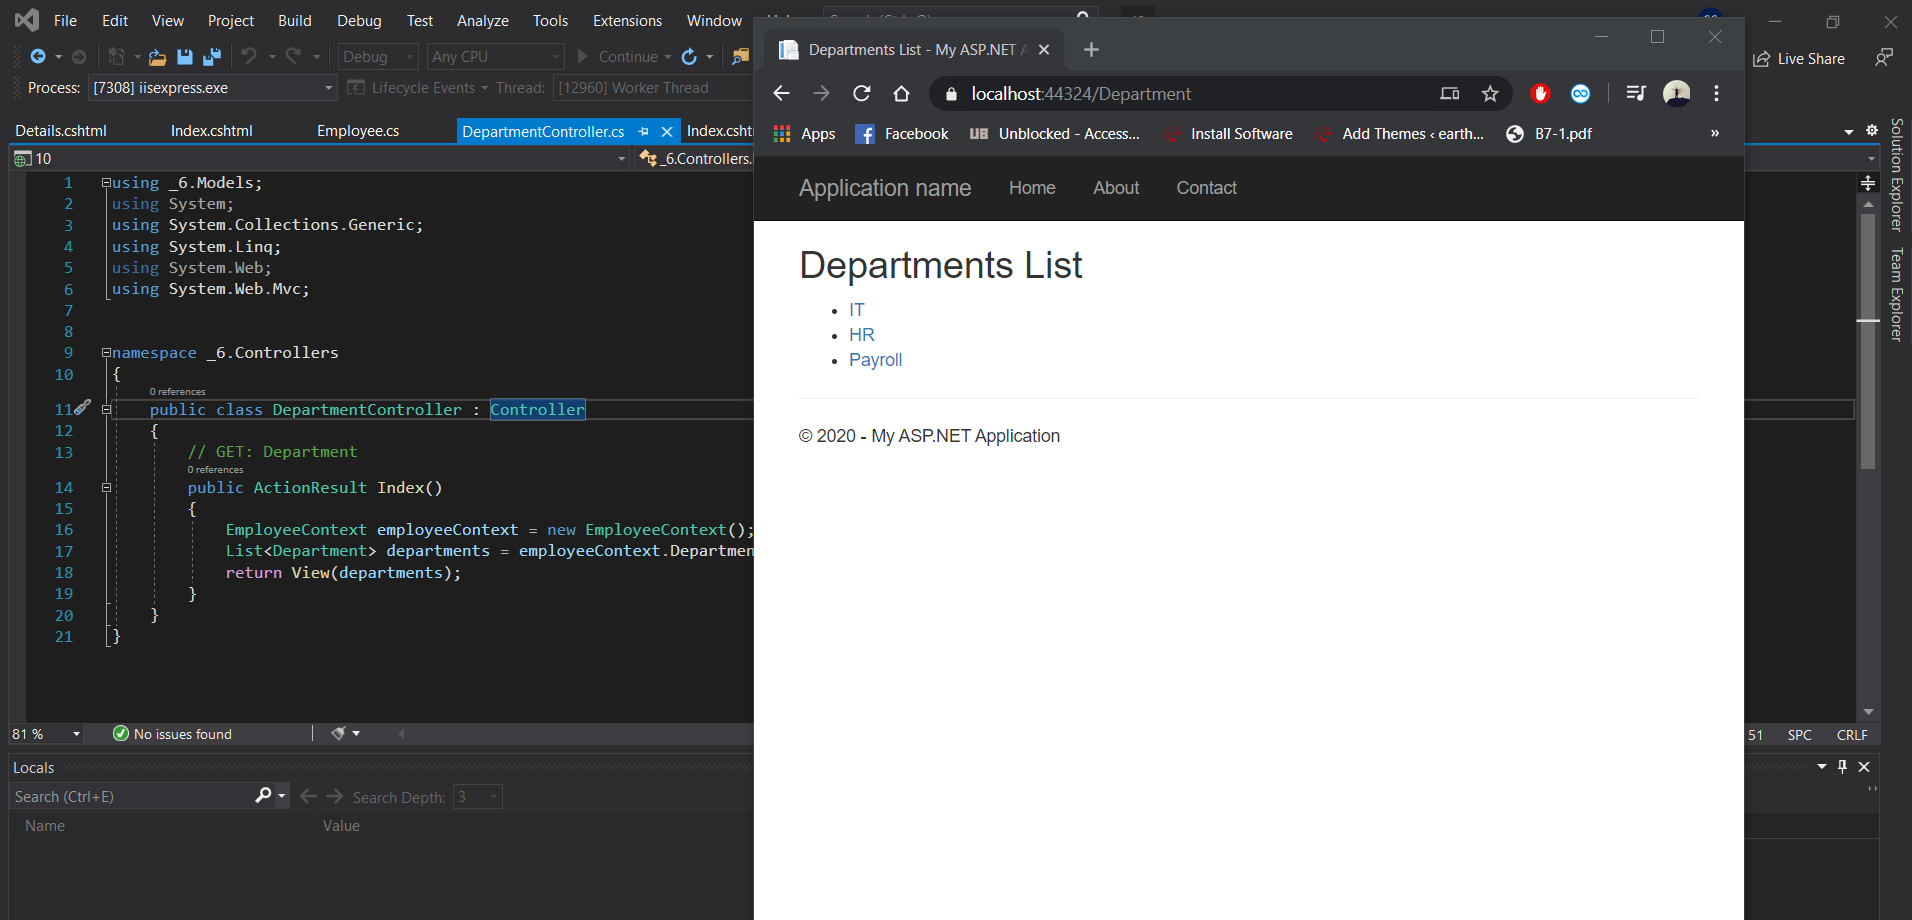 File Edit View Project Build Debug Test Analyze Tools Extensions Window
Debug Any CPU Continue Live Share
Process: [7308] iisexpress.exe Lifecycle Events Thread: [12960] Worker Thread
Details.cshtml Index.cshtml Employee.cs DepartmentController.cs Index.csht
10 _6.Controllers.
1 using _6.Models;
2 using System;
3 using System.Collections.Generic;
4 using System.Linq;
5 using System.Web;
6 using System.Web.Mvc;
7
8
9 namespace _6.Controllers
10 {
0 references
11 public class DepartmentController : Controller
12 {
13 // GET: Department
0 references
14 public ActionResult Index()
15 {
16 EmployeeContext employeeContext = new EmployeeContext();
17 List<Department> departments = employeeContext.Departmen
18 return View(departments);
19 }
20 }
21 }
81 % No issues found
51 SPC CRLF
Locals
Search (Ctrl+E) Search Depth: 3
Name Value
Departments List - My ASP.NET A
localhost:44324/Department
Apps Facebook UB Unblocked - Access... Install Software Add Themes ‹ earth... B7-1.pdf »
Application name Home About Contact
Departments List
• IT
• HR
• Payroll
© 2020 - My ASP.NET Application
Solution Explorer
Team Explorer